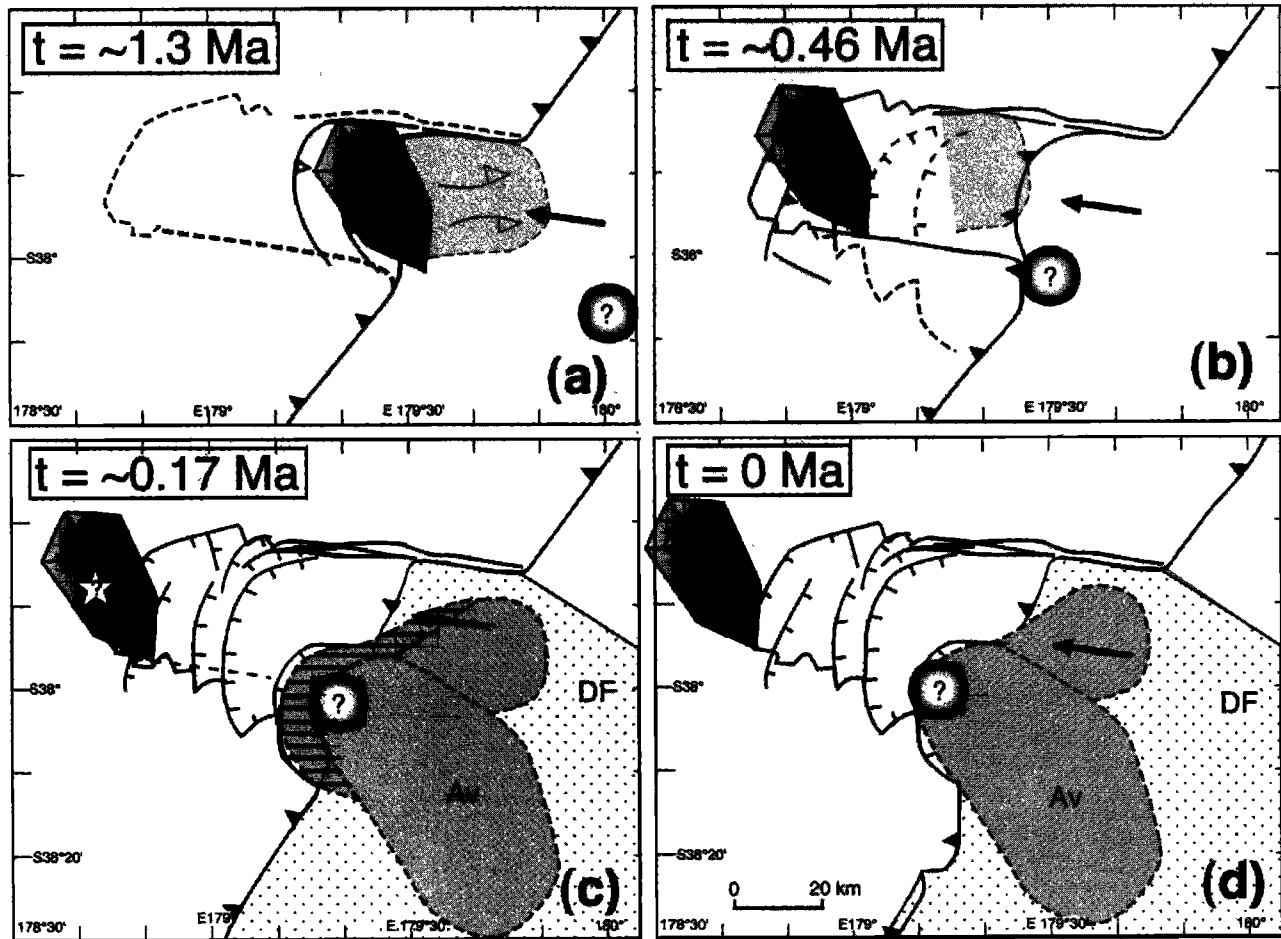 t = ~1.3 Ma
S38°
?
(a)
178°30'
E179°
E 179°30'
180°
t = ~0.46 Ma
S38°
?
(b)
178°30'
E179°
E 179°30'
180°
t = ~0.17 Ma
?
S38°
?
DF
Av
S38°20'
(c)
178°30'
E179°
E 179°30'
180°
t = 0 Ma
S38°
?
DF
Av
S38°20'
0 20 km
(d)
178°30'
E179°
E 179°30'
180°